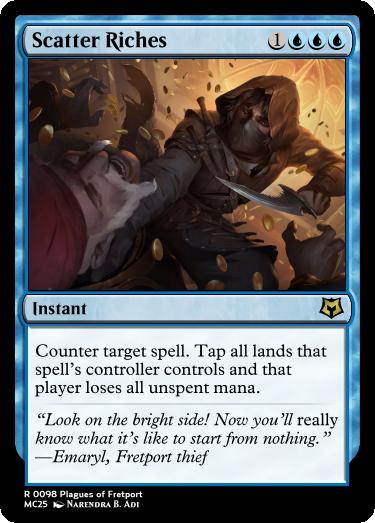 Scatter Riches 1
Instant
Counter target spell. Tap all lands that
spell's controller controls and that
player loses all unspent mana.
“Look on the bright side! Now you'll really
know what it's like to start from nothing.”
—Emaryl, Fretport thief
R 0098 Plagues of Fretport
MC25 Narendra B. Adi